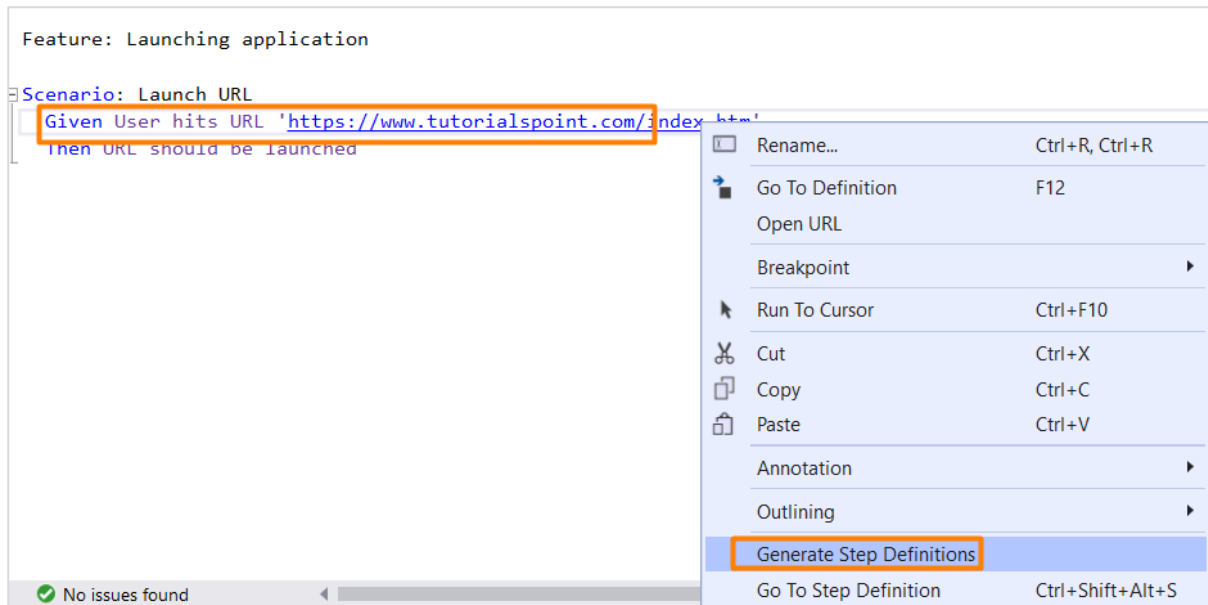 Feature: Launching application
Scenario: Launch URL
Given User hits URL 'https://www.tutorialspoint.com/index.htm'
Then URL should be launched
Rename... Ctrl+R, Ctrl+R
Go To Definition F12
Open URL
Breakpoint
Run To Cursor Ctrl+F10
Cut Ctrl+X
Copy Ctrl+C
Paste Ctrl+V
Annotation
Outlining
Generate Step Definitions
Go To Step Definition Ctrl+Shift+Alt+S
No issues found